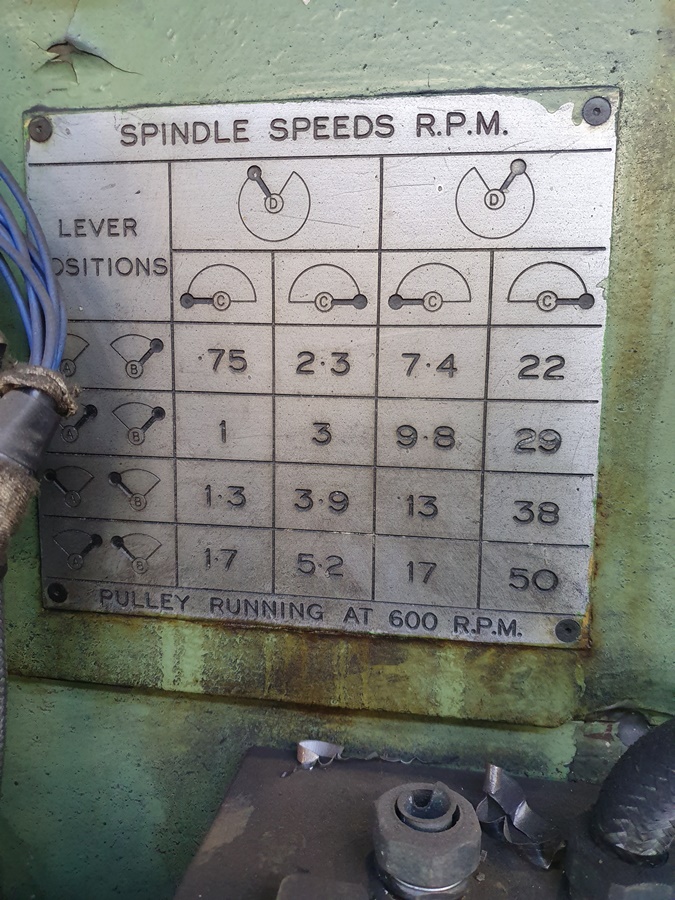 SPINDLE SPEEDS R.P.M.
D D
LEVER
OSITIONS
C C C C
A B ·75 2·3 7·4 22
A B 1 3 9·8 29
A B 1·3 3·9 13 38
A B 1·7 5·2 17 50
PULLEY RUNNING AT 600 R.P.M.